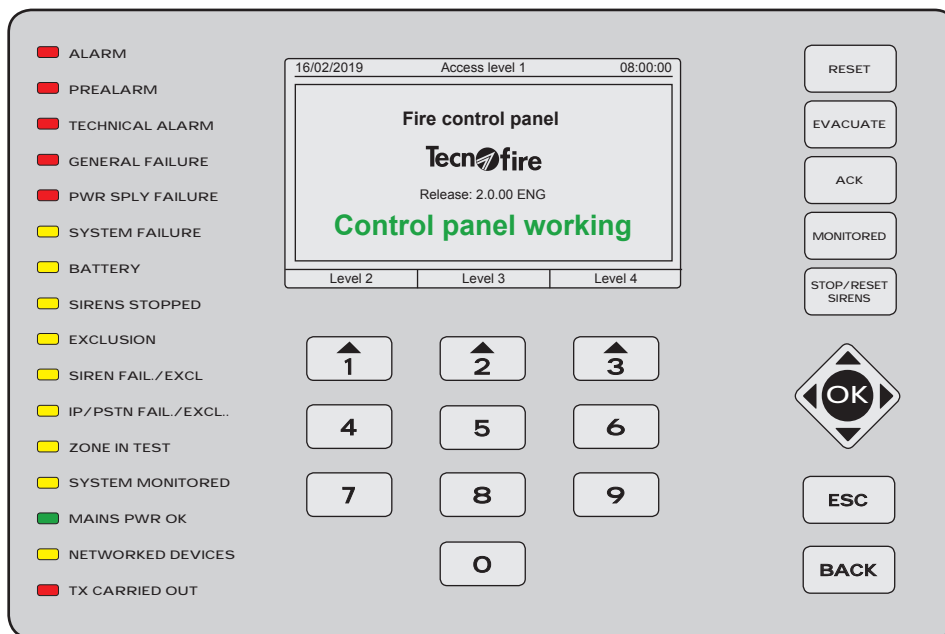 ALARM
PREALARM
TECHNICAL ALARM
GENERAL FAILURE
PWR SPLY FAILURE
SYSTEM FAILURE
BATTERY
SIRENS STOPPED
EXCLUSION
SIREN FAIL./EXCL
IP/PSTN FAIL./EXCL..
ZONE IN TEST
SYSTEM MONITORED
MAINS PWR OK
NETWORKED DEVICES
TX CARRIED OUT
16/02/2019 Access level 1 08:00:00
Fire control panel
Tecnofire
Release: 2.0.00 ENG
Control panel working
Level 2 Level 3 Level 4
1 2 3
4 5 6
7 8 9
0
RESET
EVACUATE
ACK
MONITORED
STOP/RESET
SIRENS
OK
ESC
BACK